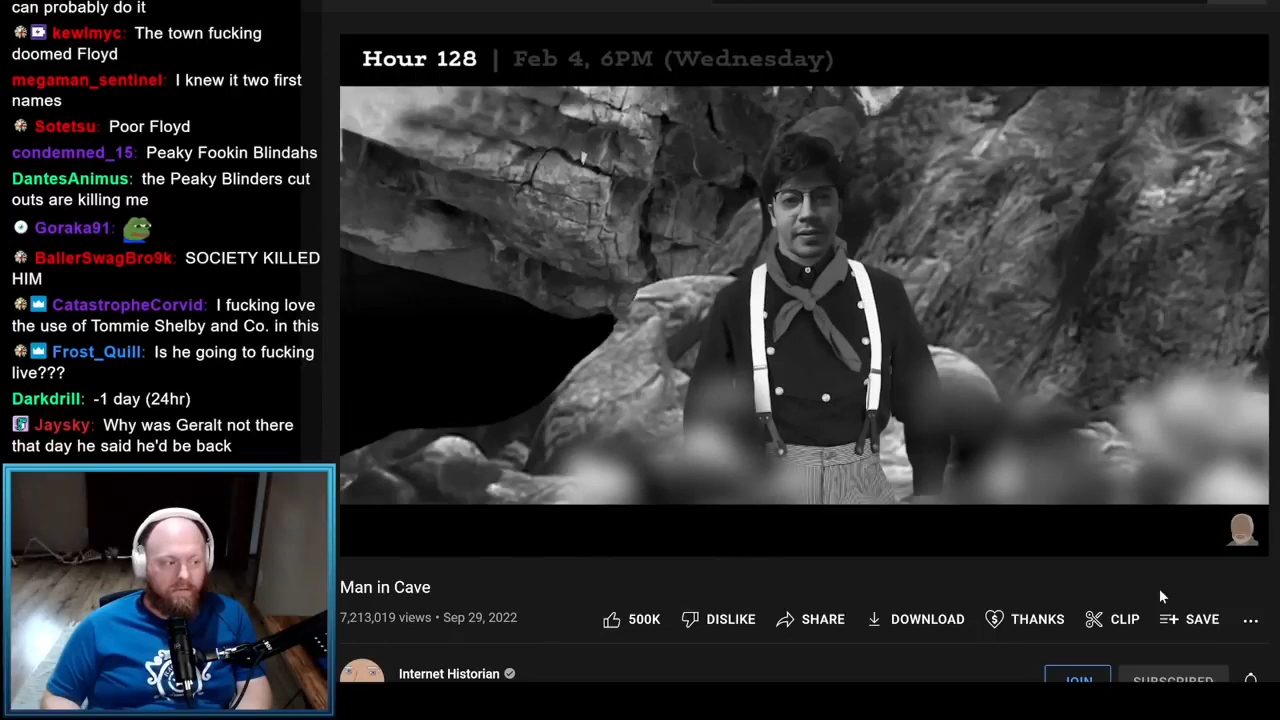 can probably do it
kewlmyc: The town fucking
doomed Floyd
megaman_sentinel: I knew it two first
names
Sotetsu: Poor Floyd
condemned_15: Peaky Fookin Blindahs
DantesAnimus: the Peaky Blinders cut
outs are killing me
Goraka91:
BallerSwagBro9k: SOCIETY KILLED
HIM
CatastropheCorvid: I fucking love
the use of Tommie Shelby and Co. in this
Frost_Quill: Is he going to fucking
live???
Darkdrill: -1 day (24hr)
Jaysky: Why was Geralt not there
that day he said he'd be back
Hour 128 | Feb 4, 6PM (Wednesday)
Man in Cave
7,213,019 views • Sep 29, 2022
500K DISLIKE SHARE DOWNLOAD THANKS CLIP SAVE ...
Internet Historian
JOIN SUBSCRIBED